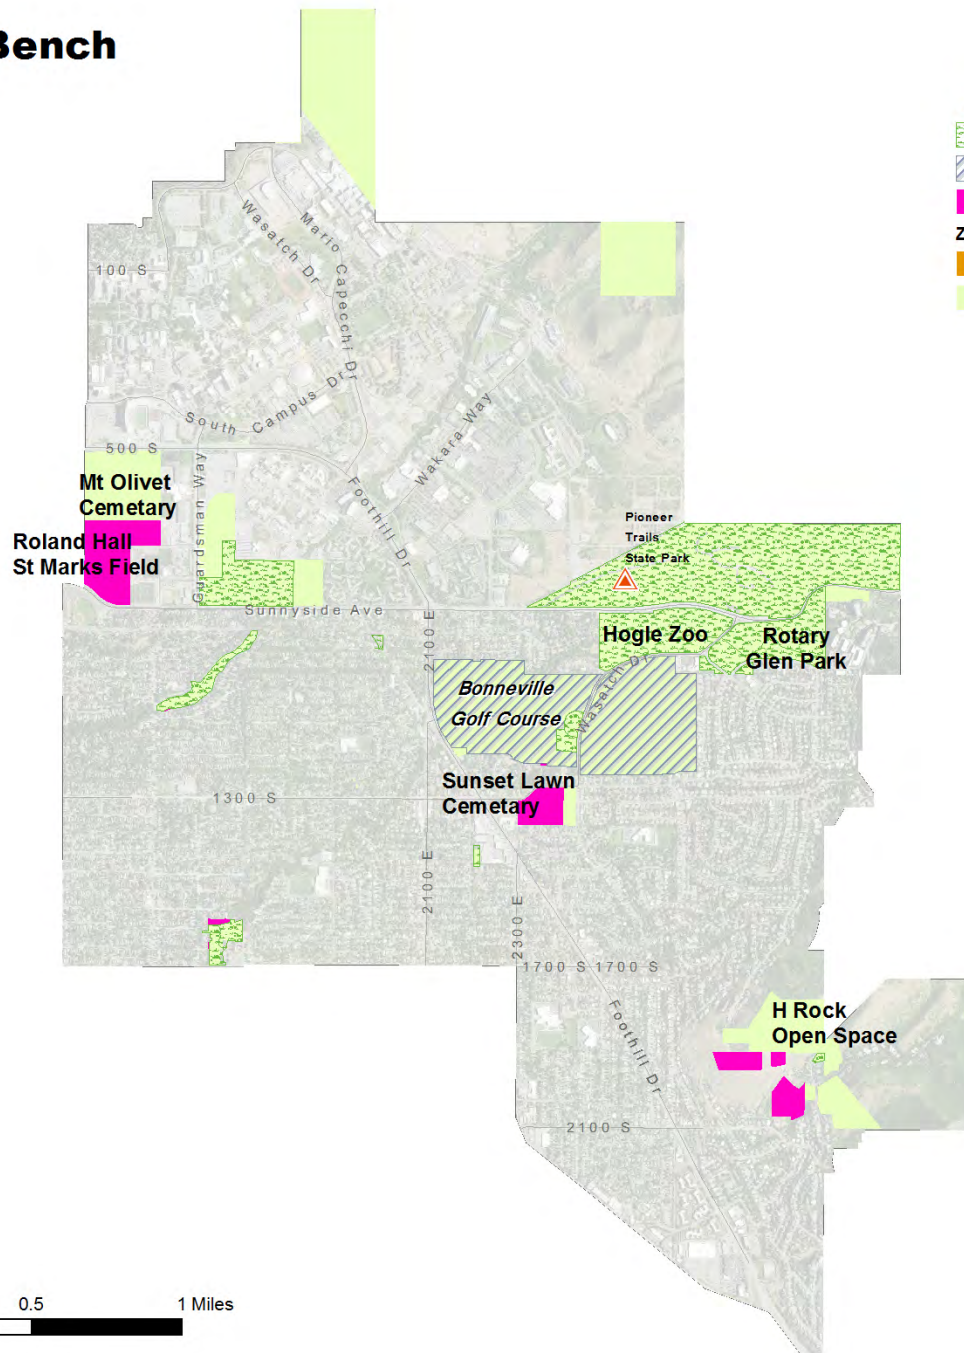 Bench
Z
Wasatch Dr
Mario Capecchi Dr
100 S
South Campus Dr
Wakara Way
500 S
Guardsman Way
Foothill Dr
Mt Olivet
Cemetary
Roland Hall
St Marks Field
Pioneer
Trails
State Park
Sunnyside Ave
2100 E
Hogle Zoo
Rotary
Glen Park
Wasatch Dr
Bonneville
Golf Course
Sunset Lawn
Cemetary
1300 S
2100 E
2300 E
1700 S 1700 S
Foothill Dr
H Rock
Open Space
2100 S
0.5 1 Miles